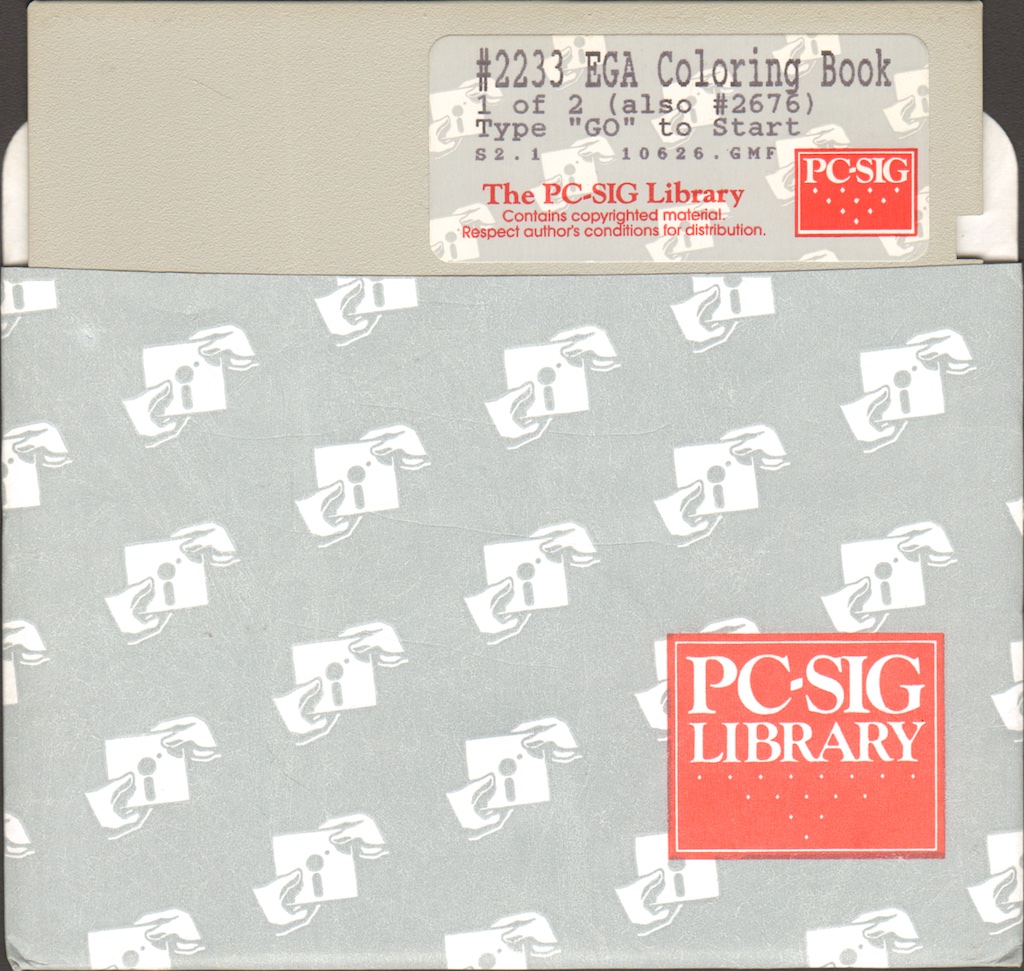 #2233 EGA Coloring Book
1 of 2 (also #2676)
Type "GO" to Start
S2.1 10626.GMF
PC-SIG
The PC-SIG Library
Contains copyrighted material.
Respect author's conditions for distribution.
PC-SIG
LIBRARY